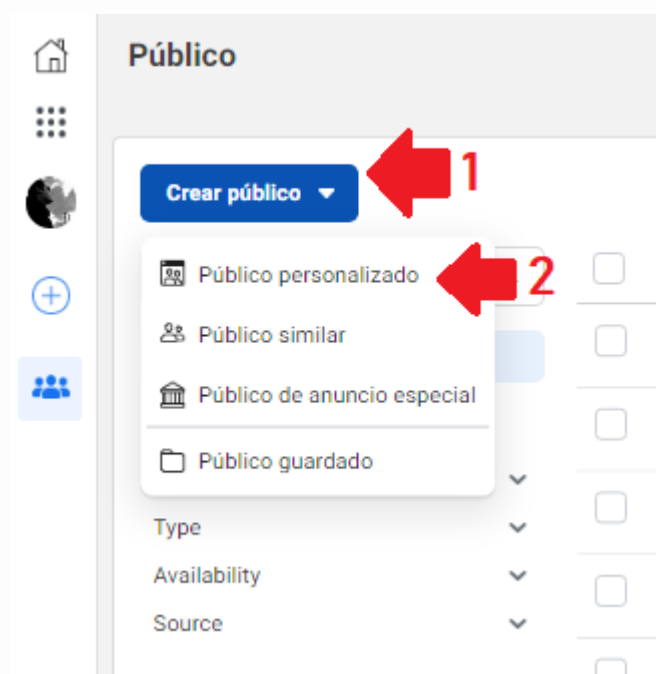 Público
Crear público
1
Público personalizado
2
Público similar
Público de anuncio especial
Público guardado
Type
Availability
Source